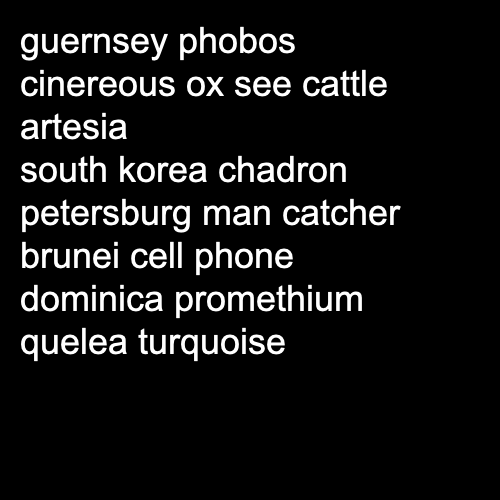 guernsey phobos
cinereous ox see cattle
artesia
south korea chadron
petersburg man catcher
brunei cell phone
dominica promethium
quelea turquoise